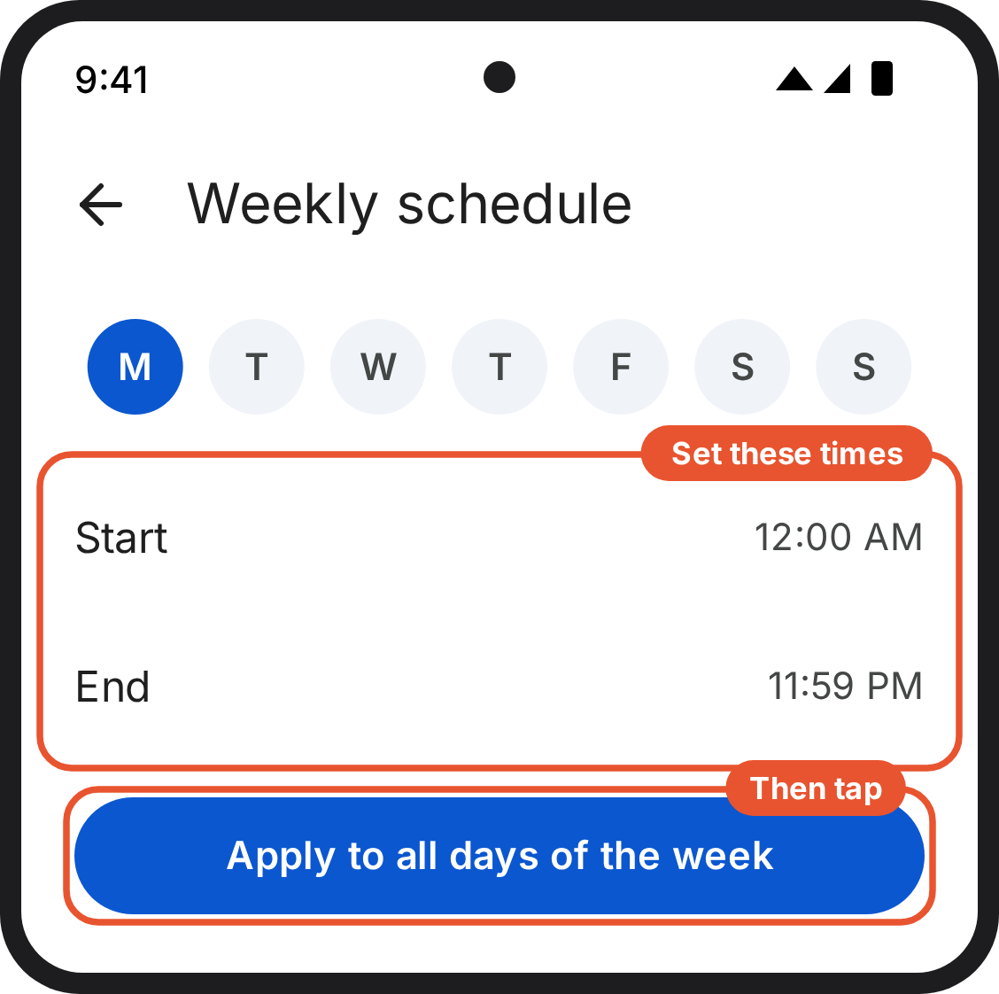 9:41
Weekly schedule
M T W T F S S
Set these times
Start 12:00 AM
End 11:59 PM
Then tap
Apply to all days of the week